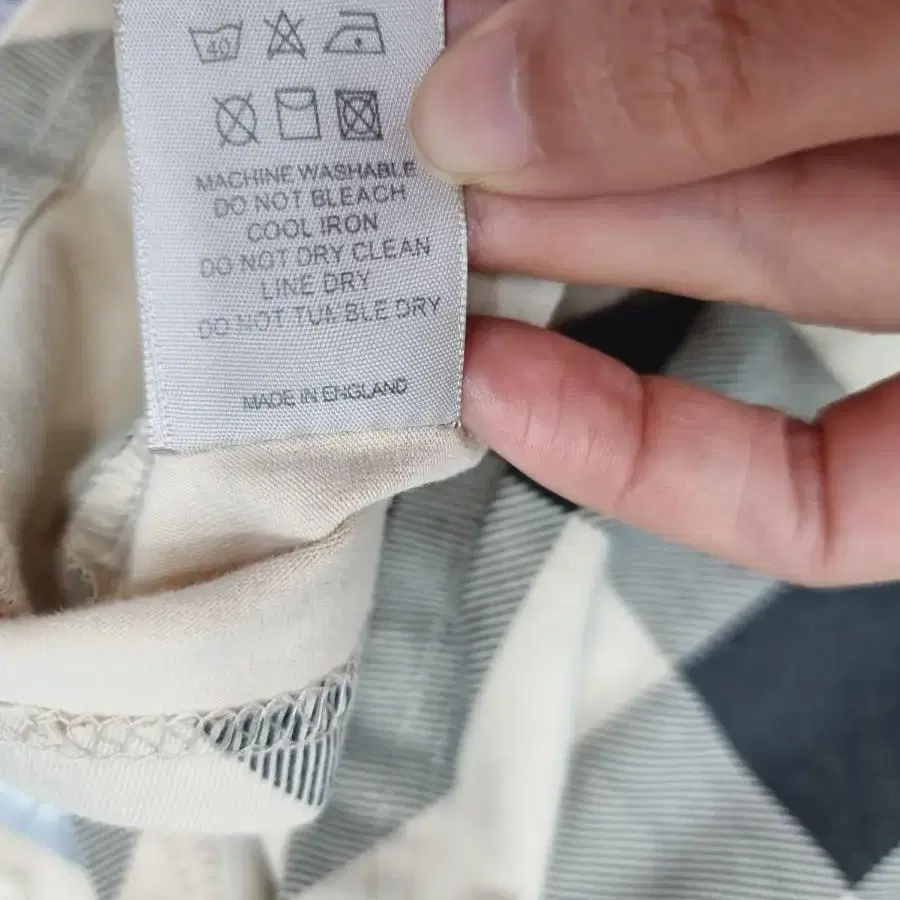 40
MACHINE WASHABLE
DO NOT BLEACH
COOL IRON
DO NOT DRY CLEAN
LINE DRY
DO NOT TUMBLE DRY
MADE IN ENGLAND